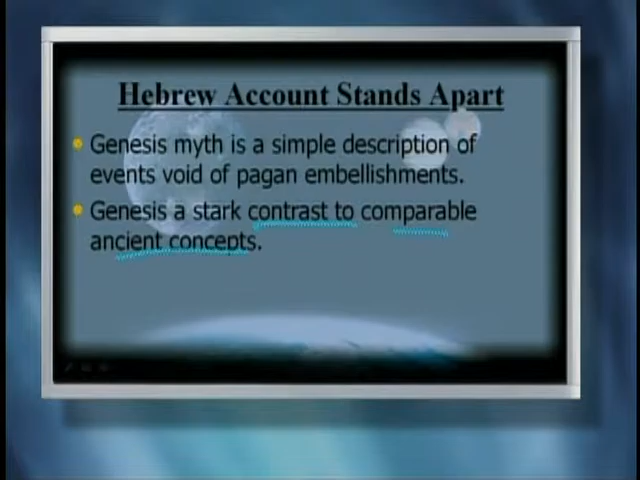 Hebrew Account Stands Apart
Genesis myth is a simple description of
events void of pagan embellishments.
Genesis a stark contrast to comparable
ancient concepts.